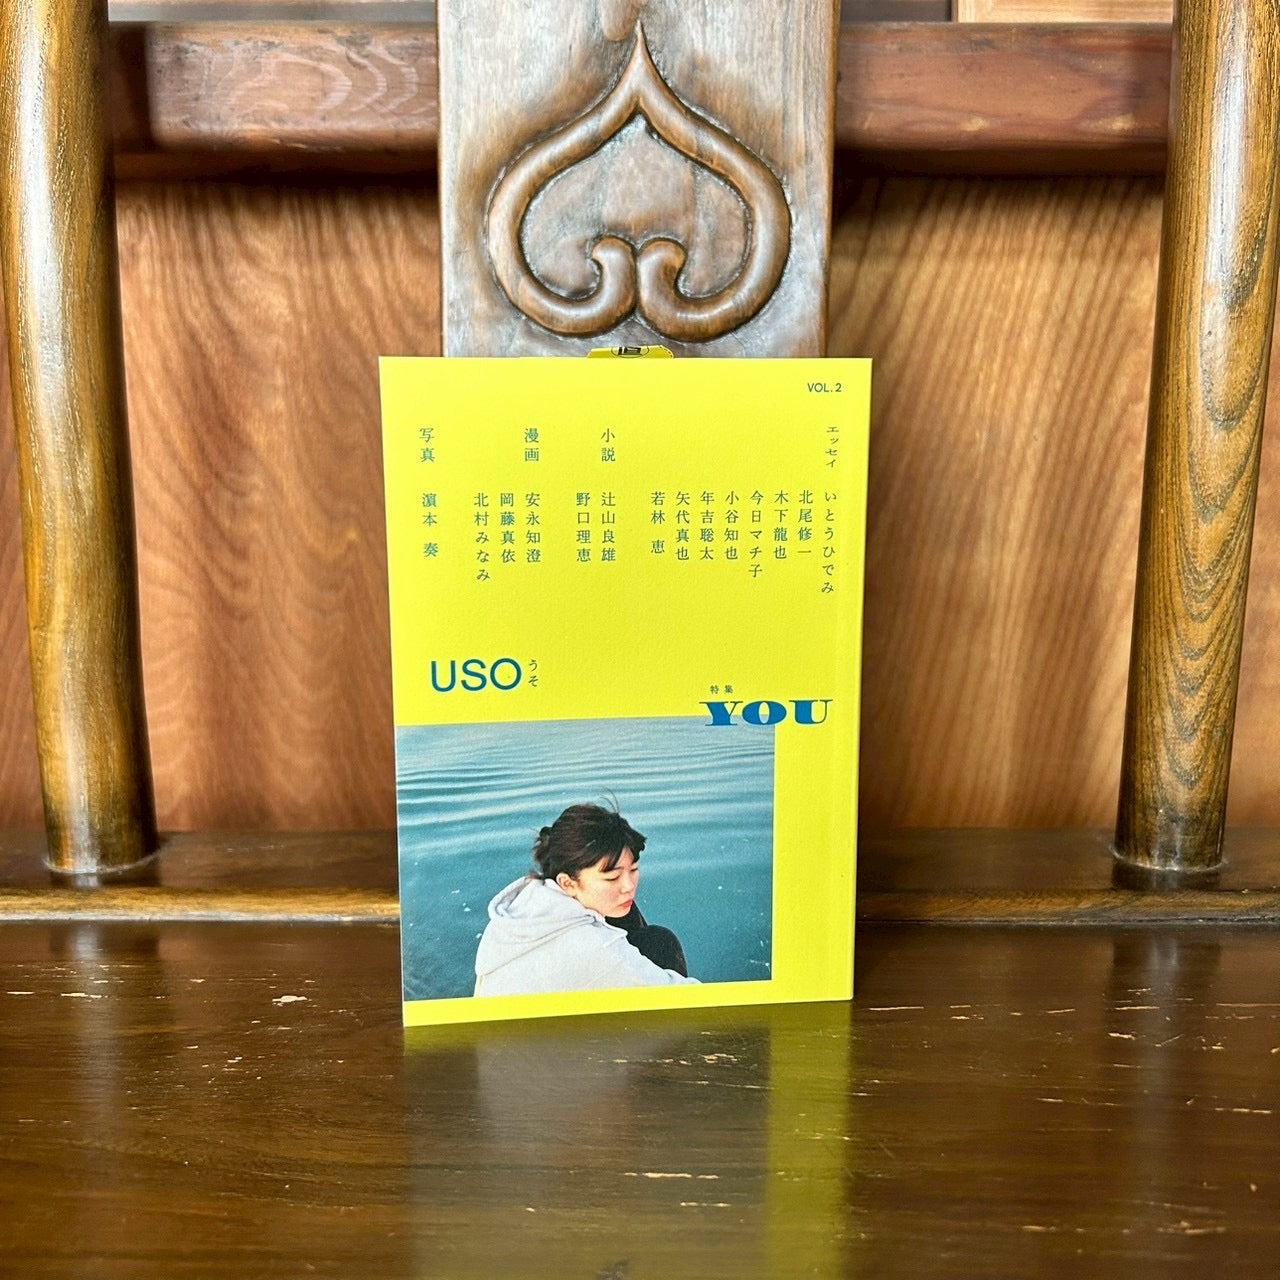 VOL.2
エッセイ
いとうひでみ
北尾修一
木下龍也
今日マチ子
小谷知也
年吉聡太
矢代真也
若林 恵
小説
辻山良雄
野口理恵
漫画
安永知澄
岡藤真依
北村みなみ
写真
濵本 奏
USO
うそ
特集
YOU